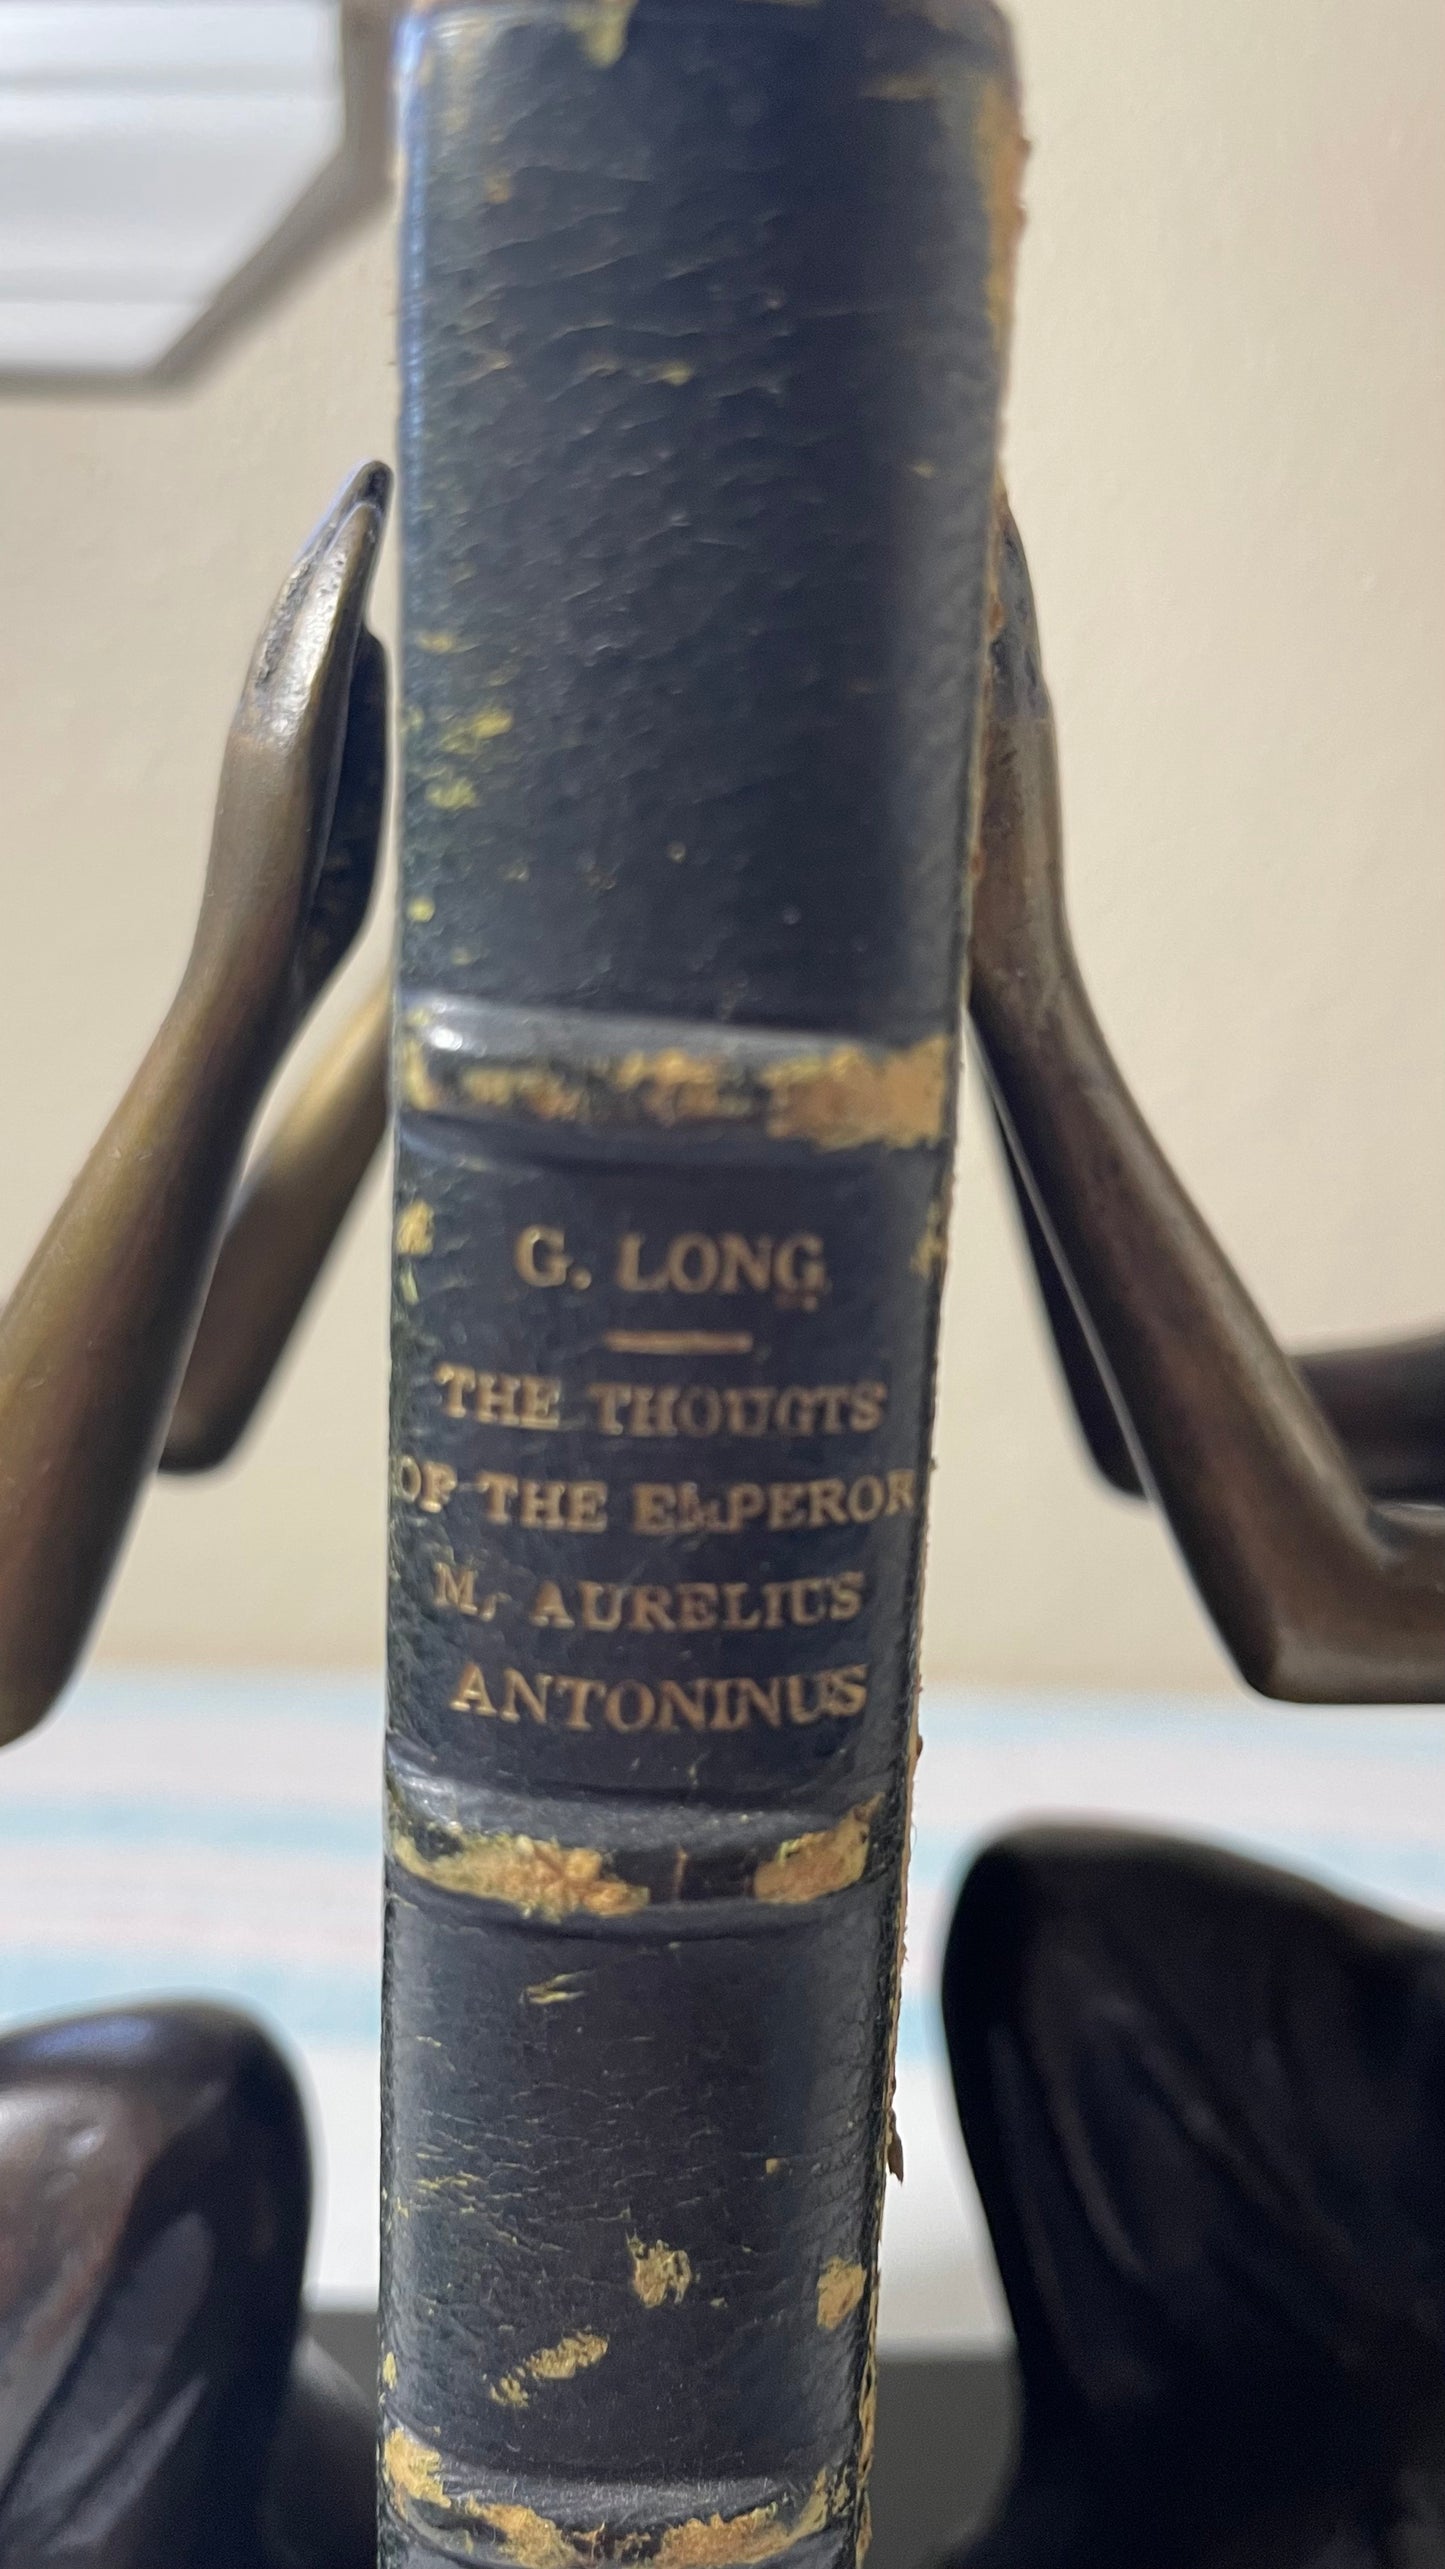 G. LONG
THE THOUGTS
OF THE EMPEROR
M. AURELIUS
ANTONINUS